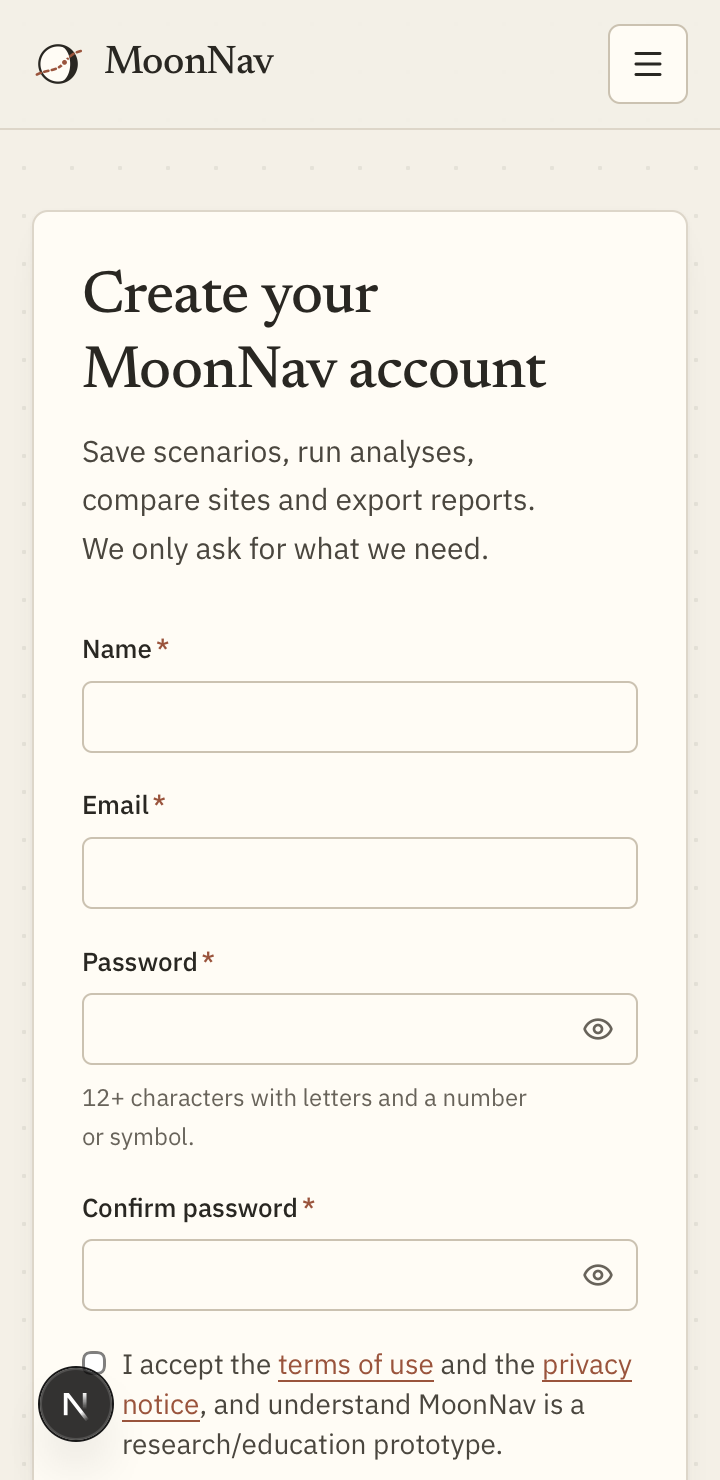 MoonNav
Create your
MoonNav account
Save scenarios, run analyses,
compare sites and export reports.
We only ask for what we need.
Name *
Email *
Password *
12+ characters with letters and a number
or symbol.
Confirm password *
I accept the terms of use and the privacy
notice, and understand MoonNav is a
research/education prototype.
N